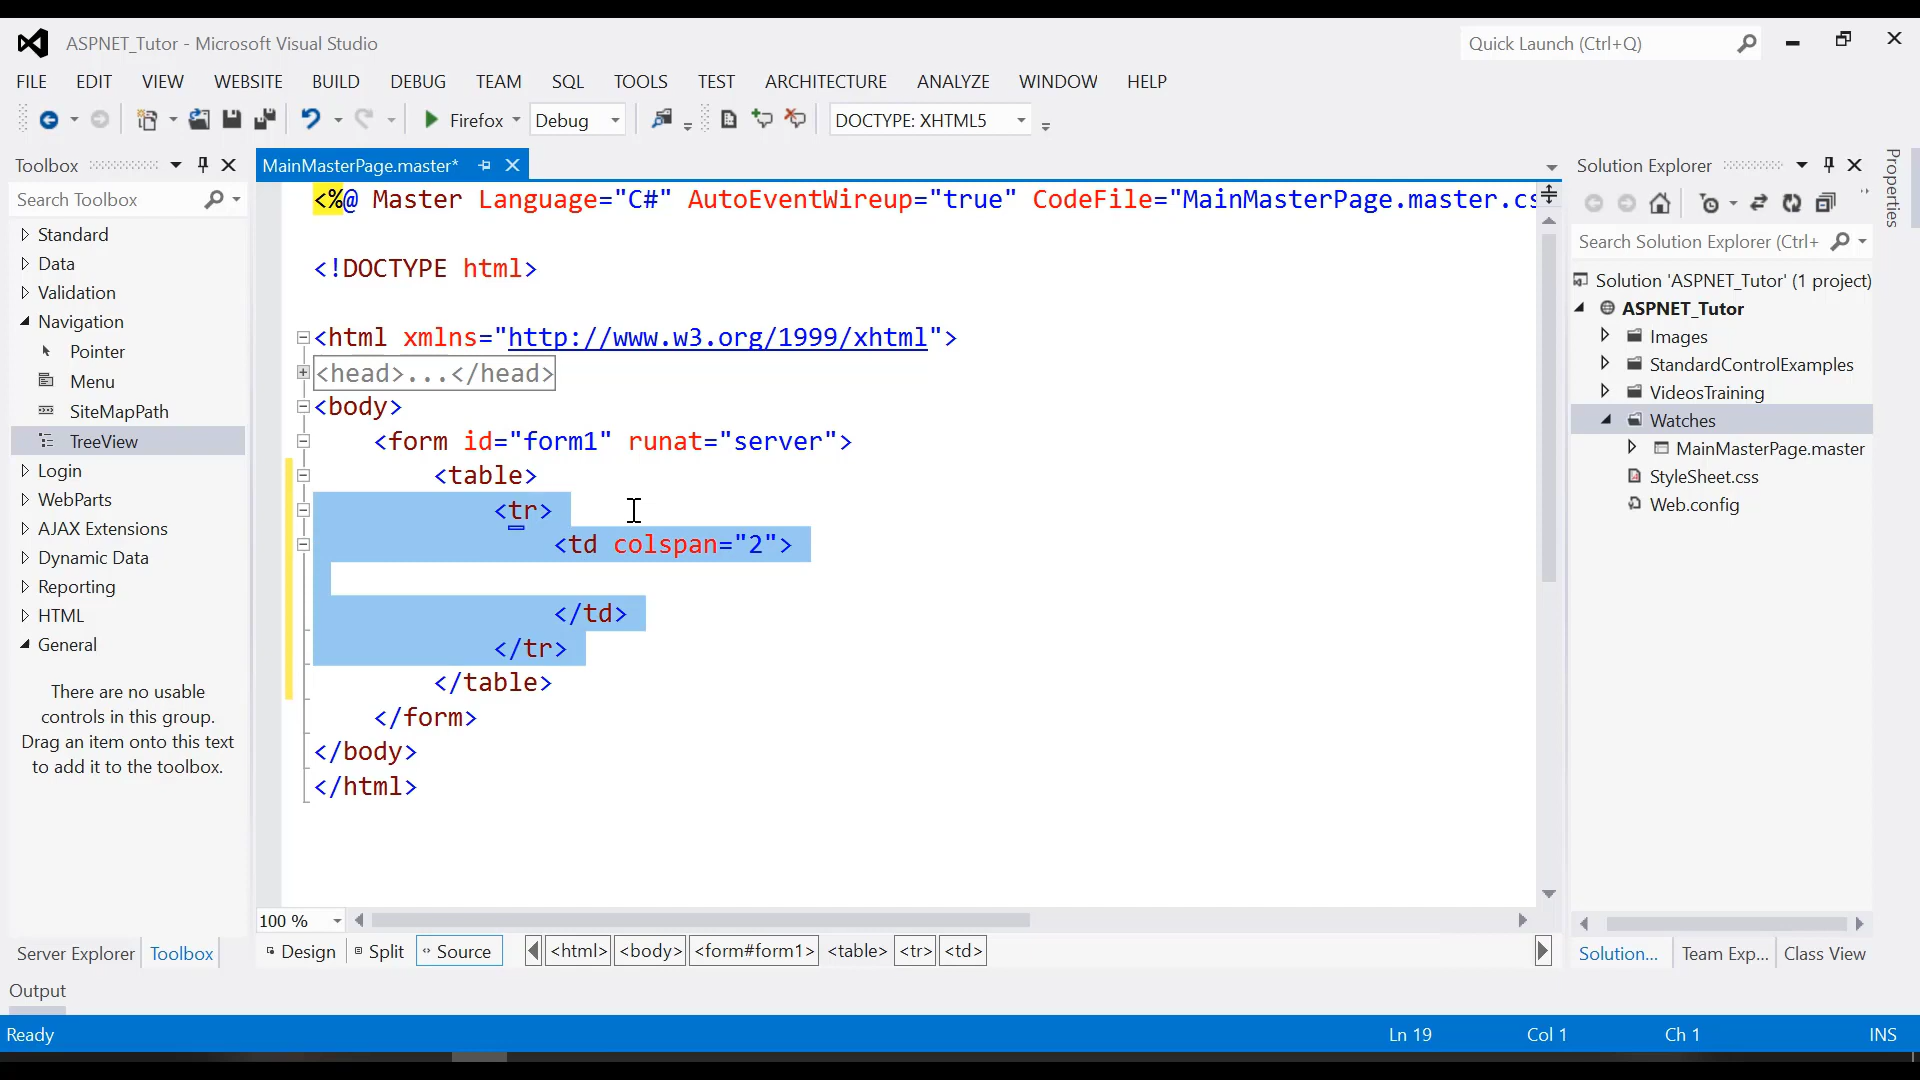 ASPNET_Tutor - Microsoft Visual Studio
Quick Launch (Ctrl+Q)
FILE EDIT VIEW WEBSITE BUILD DEBUG TEAM SQL TOOLS TEST ARCHITECTURE ANALYZE WINDOW HELP
Firefox Debug DOCTYPE: XHTML5
Toolbox
Search Toolbox
Standard
Data
Validation
Navigation
Pointer
Menu
SiteMapPath
TreeView
Login
WebParts
AJAX Extensions
Dynamic Data
Reporting
HTML
General
There are no usable
controls in this group.
Drag an item onto this text
to add it to the toolbox.
Server Explorer Toolbox
MainMasterPage.master*
<%@ Master Language="C#" AutoEventWireup="true" CodeFile="MainMasterPage.master.cs
<!DOCTYPE html>
<html xmlns="http://www.w3.org/1999/xhtml">
<head>...</head>
<body>
<form id="form1" runat="server">
<table>
<tr>
<td colspan="2">
</td>
</tr>
</table>
</form>
</body>
</html>
100 %
Design Split Source <html> <body> <form#form1> <table> <tr> <td>
Solution Explorer
Search Solution Explorer (Ctrl+
Solution 'ASPNET_Tutor' (1 project)
ASPNET_Tutor
Images
StandardControlExamples
VideosTraining
Watches
MainMasterPage.master
StyleSheet.css
Web.config
Solution... Team Exp... Class View
Properties
Output
Ready Ln 19 Col 1 Ch 1 INS